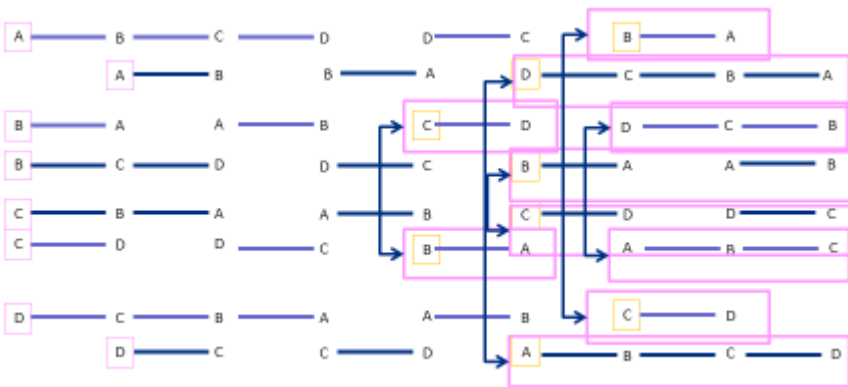 A B C D D C B A
A B B A D C B A
B A A B C D D C B
B C D D C B A A B
C B A A B C D D C
C D D C B A A B C
D C B A A B C D
D C C D A B C D